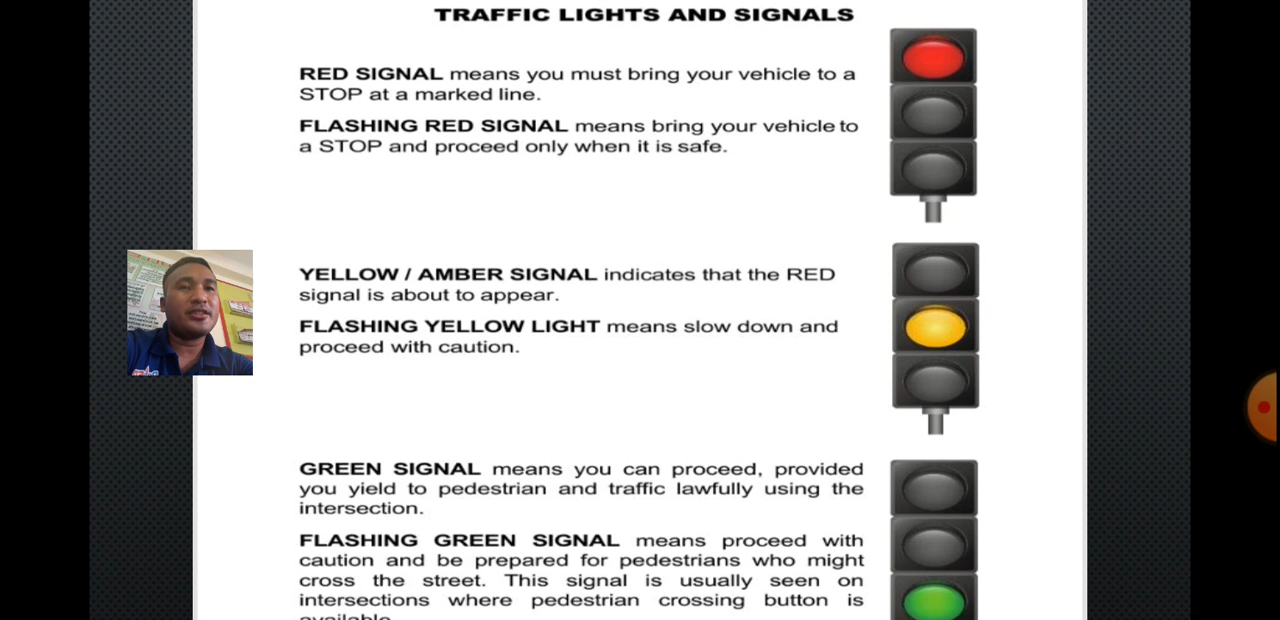 TRAFFIC LIGHTS AND SIGNALS
RED SIGNAL means you must bring your vehicle to a
STOP at a marked line.
FLASHING RED SIGNAL means bring your vehicle to
a STOP and proceed only when it is safe.
YELLOW / AMBER SIGNAL indicates that the RED
signal is about to appear.
FLASHING YELLOW LIGHT means slow down and
proceed with caution.
GREEN SIGNAL means you can proceed, provided
you yield to pedestrian and traffic lawfully using the
intersection.
FLASHING GREEN SIGNAL means proceed with
caution and be prepared for pedestrians who might
cross the street. This signal is usually seen on
intersections where pedestrian crossing button is
available.